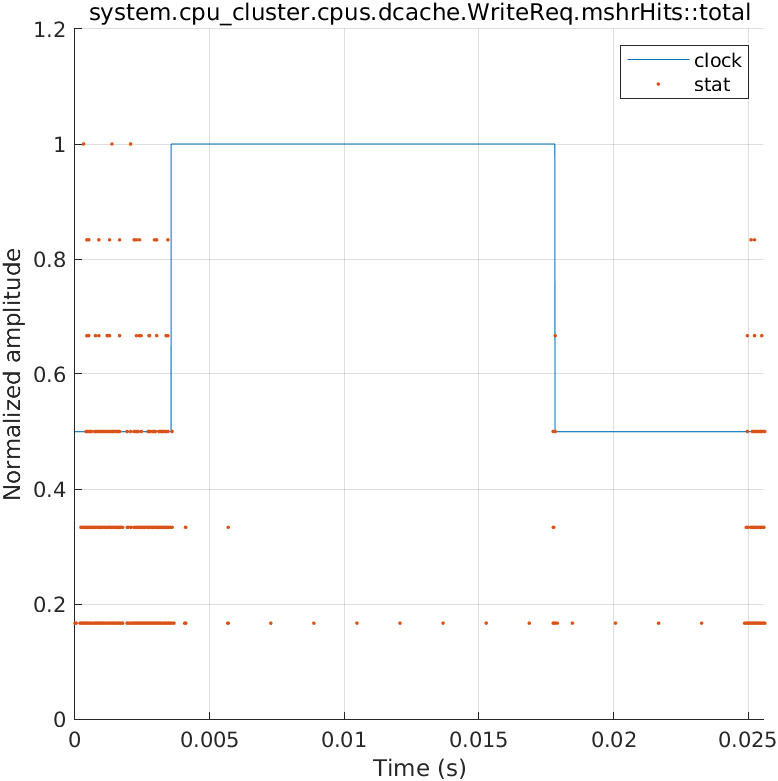 system.cpu_cluster.cpus.dcache.WriteReq.mshrHits::total
1.2
clock
stat
1
0.8
0.6
0.4
0.2
0
Normalized amplitude
0 0.005 0.01 0.015 0.02 0.025
Time (s)